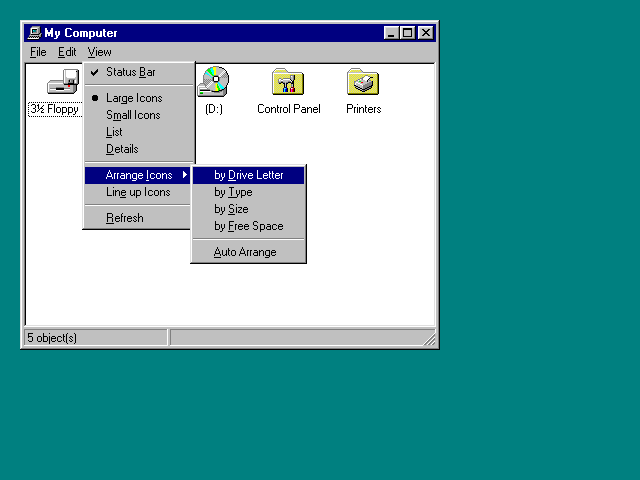 My Computer
File Edit View
3½ Floppy
(D:)
Control Panel
Printers
Status Bar
Large Icons
Small Icons
List
Details
Arrange Icons
Line up Icons
Refresh
by Drive Letter
by Type
by Size
by Free Space
Auto Arrange
5 object(s)